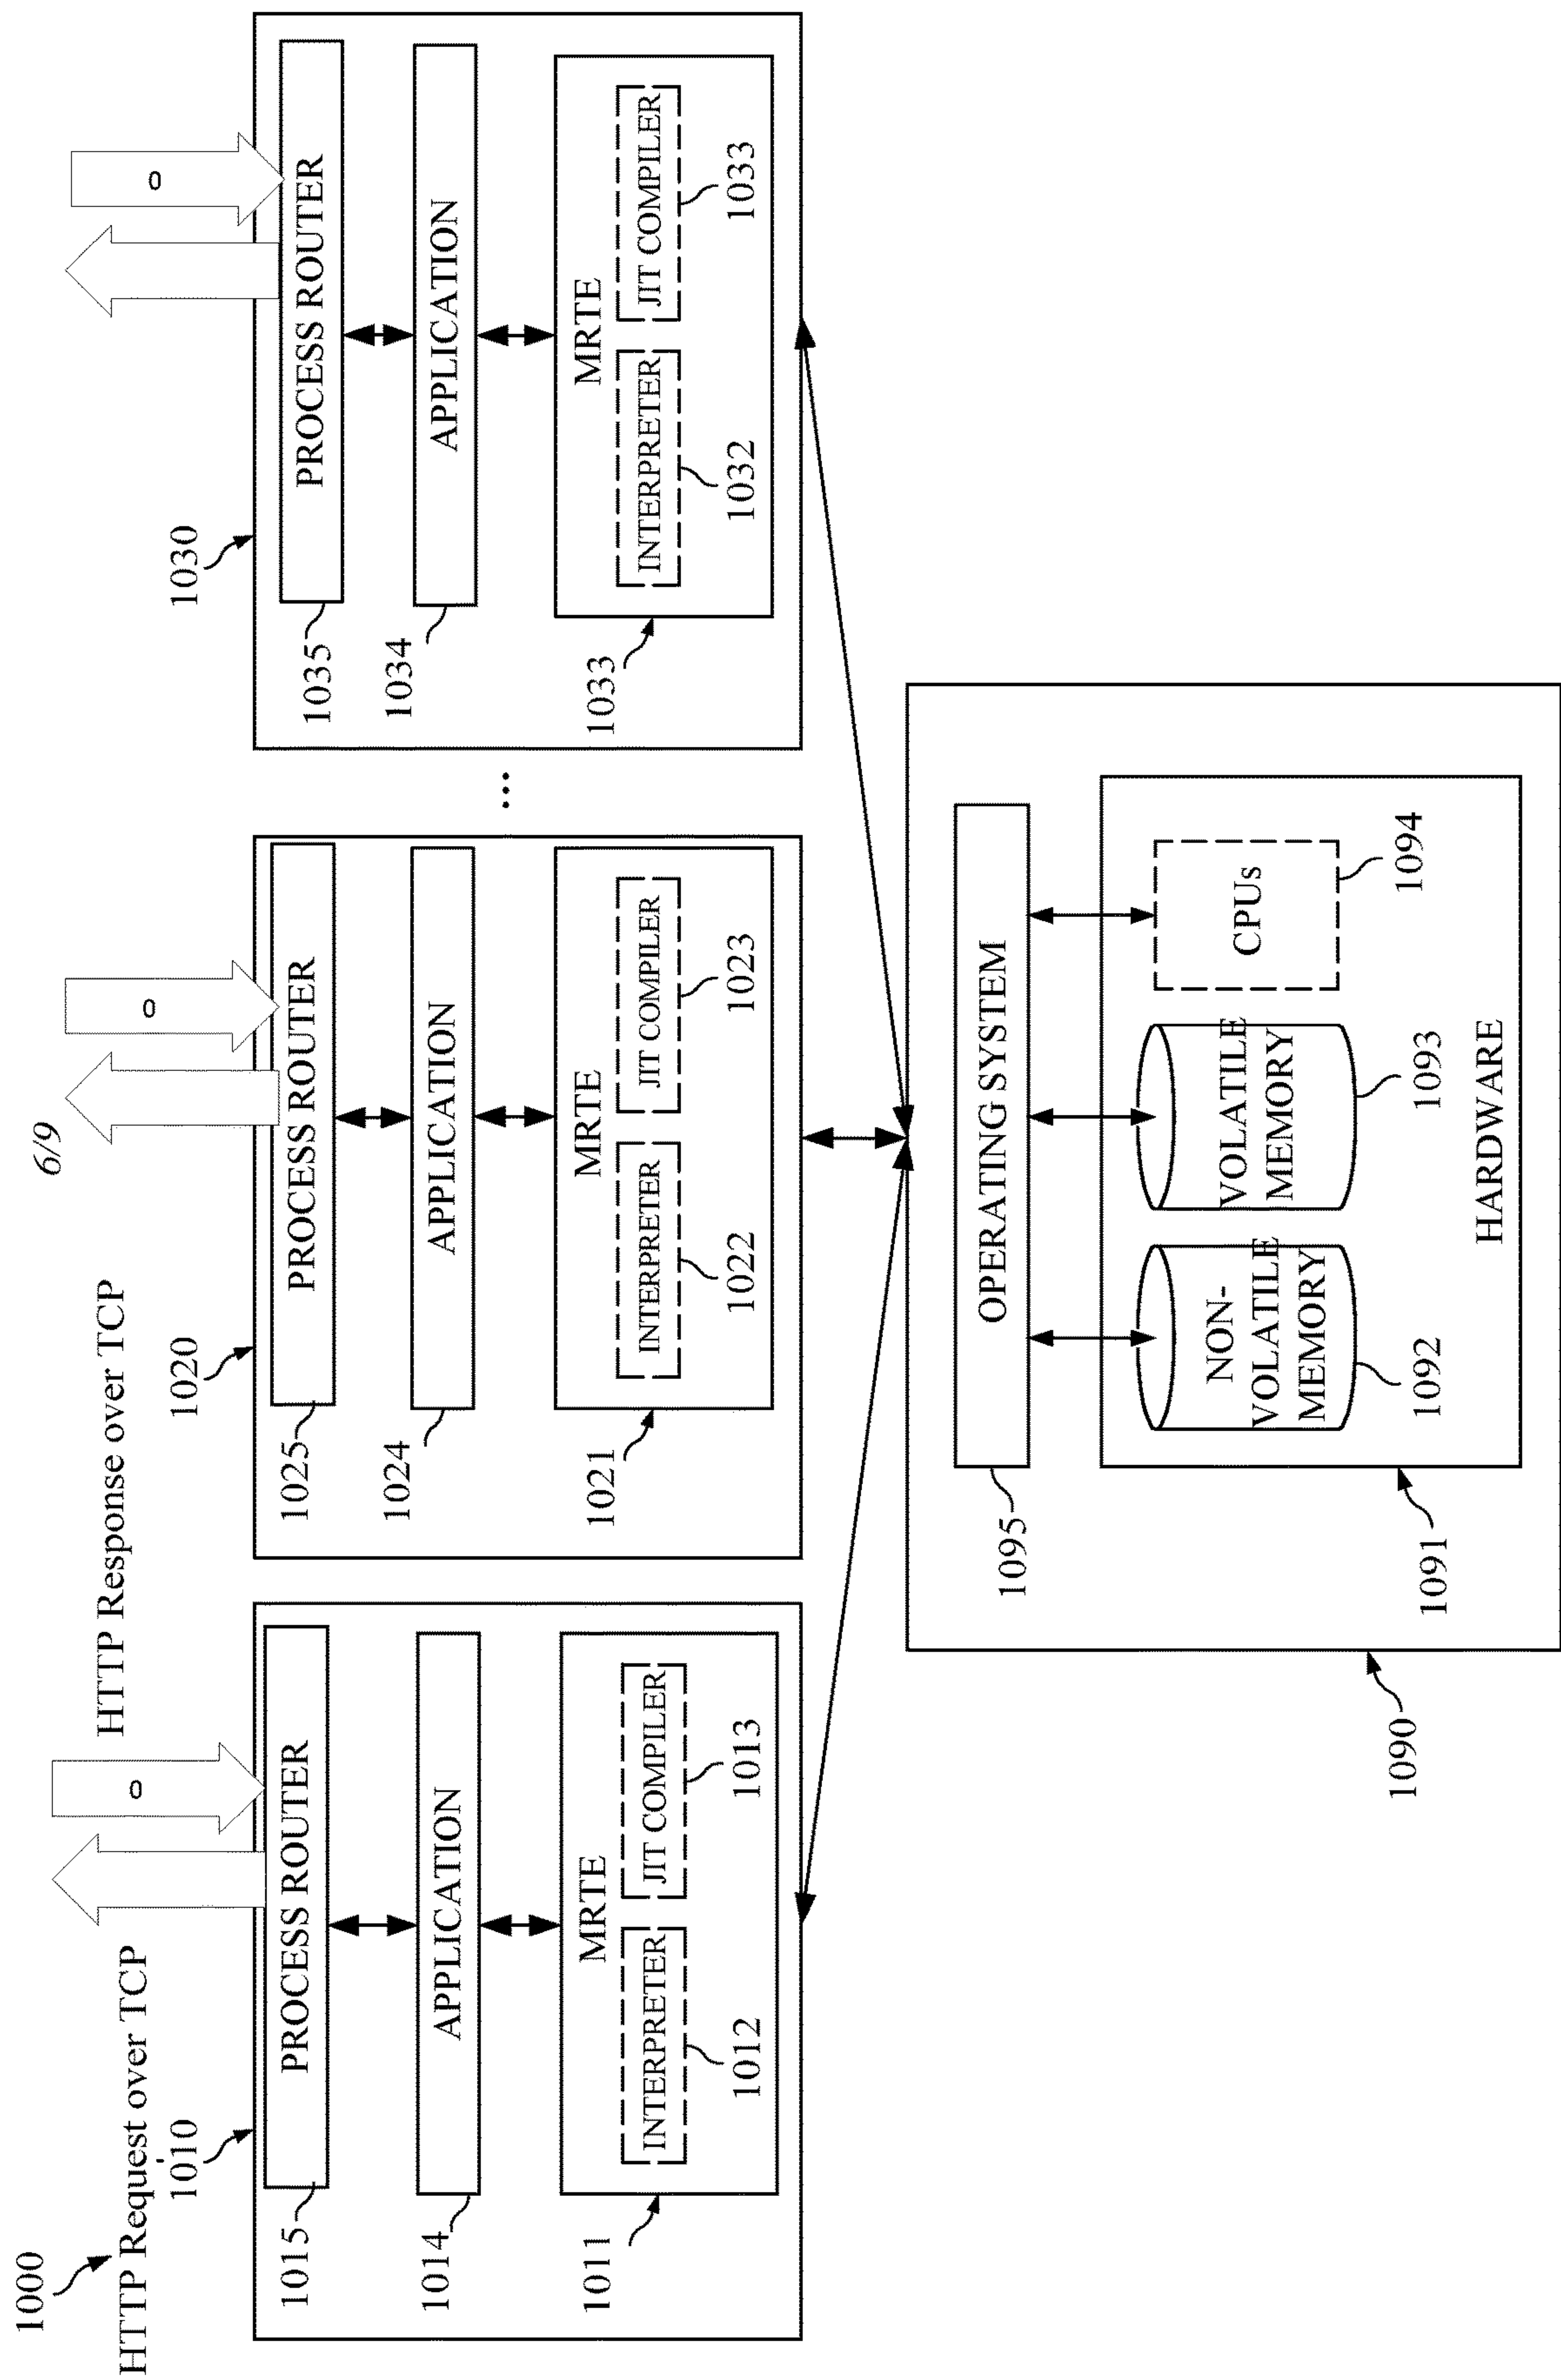 6/9
1000
HTTP Request over TCP
HTTP Response over TCP
1010
0
PROCESS ROUTER
1015
APPLICATION
1014
MRTE
INTERPRETER
JIT COMPILER
1012
1013
1011
1020
0
PROCESS ROUTER
1025
APPLICATION
1024
MRTE
INTERPRETER
JIT COMPILER
1022
1023
1021
...
1030
0
PROCESS ROUTER
1035
APPLICATION
1034
MRTE
INTERPRETER
JIT COMPILER
1032
1033
1033
OPERATING SYSTEM
1095
NON-
VOLATILE
MEMORY
1092
VOLATILE
MEMORY
1093
CPUs
1094
HARDWARE
1091
1090